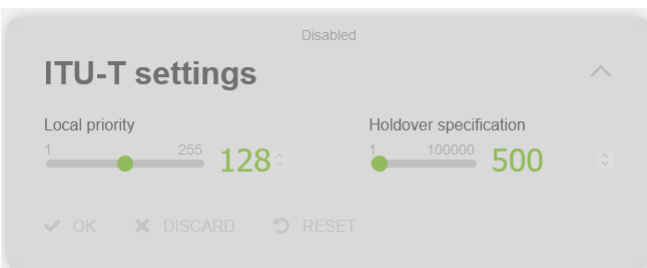 Disabled
ITU-T settings
Local priority
1 255 128
Holdover specification
1 100000 500
OK DISCARD RESET